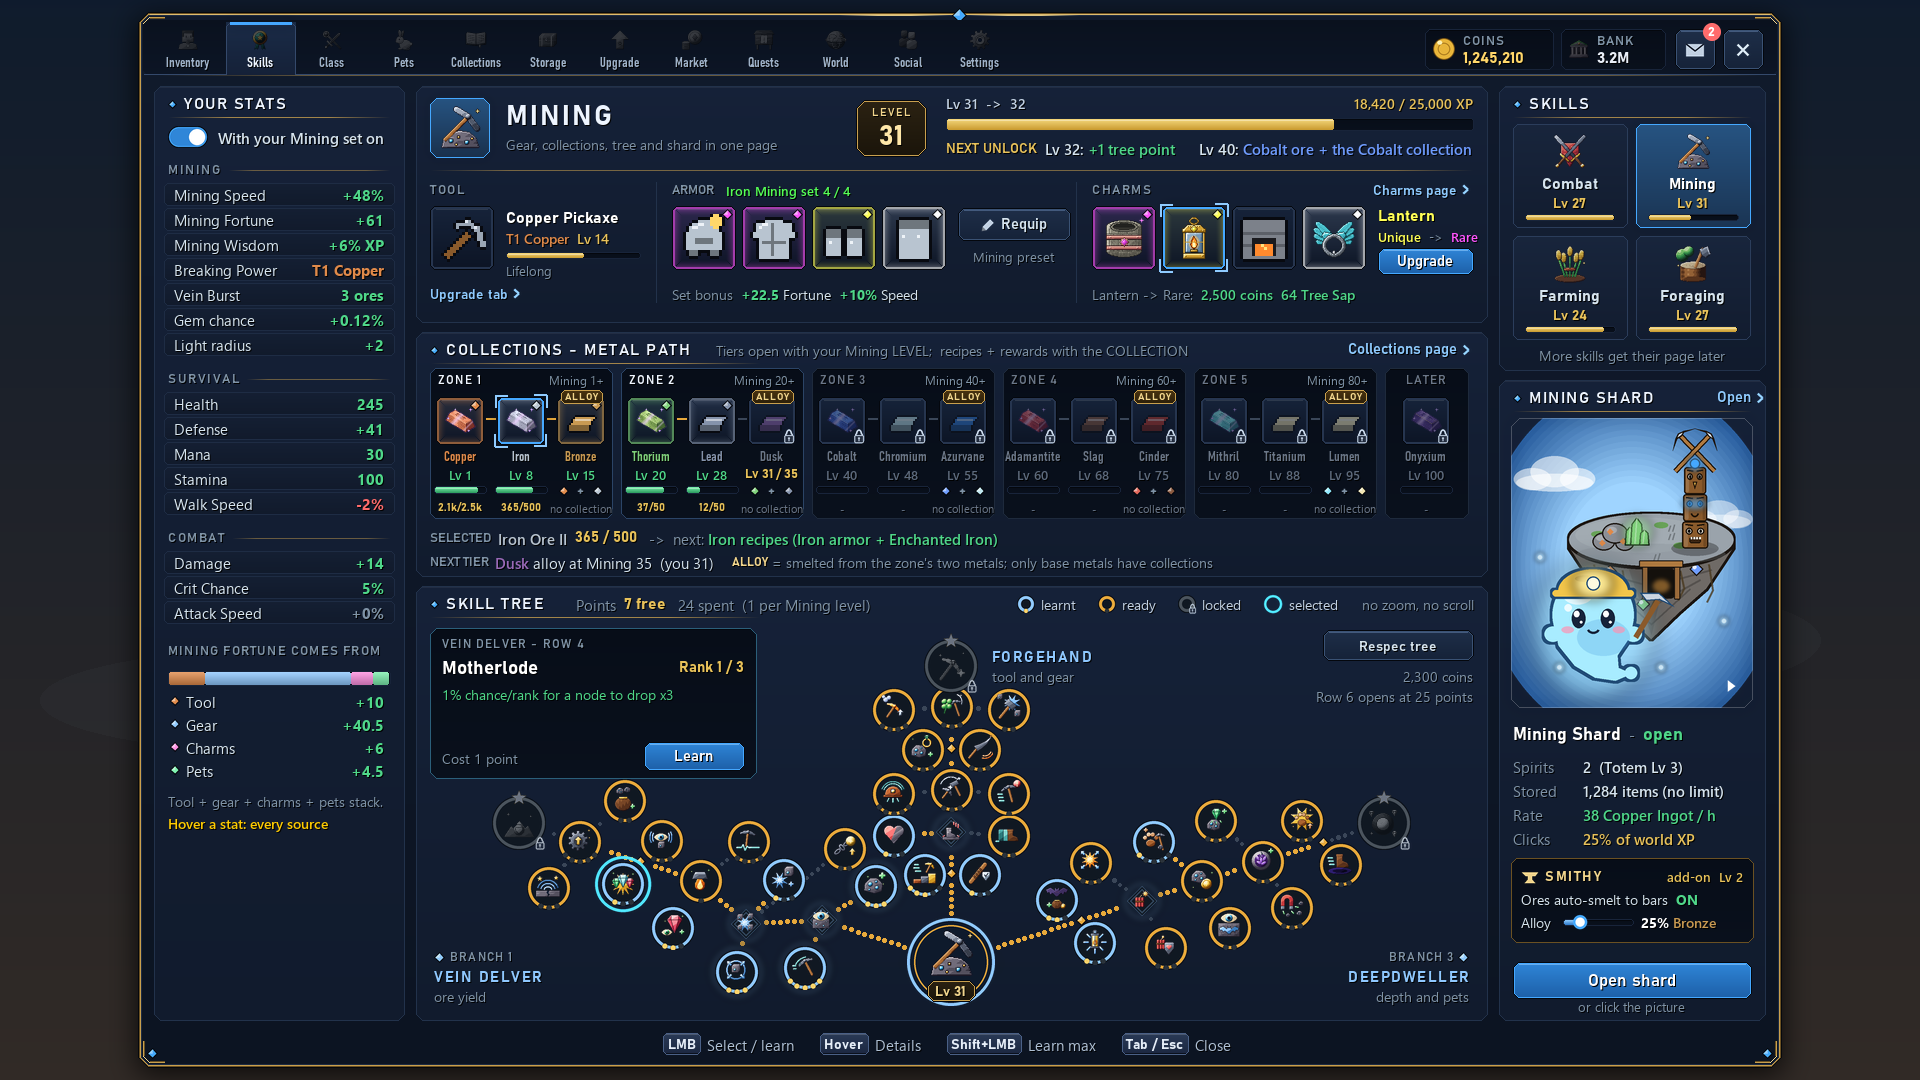 Inventory
Skills
Class
Pets
Collections
Storage
Upgrade
Market
Quests
World
Social
Settings
COINS
1,245,210
BANK
3.2M
2
YOUR STATS
With your Mining set on
MINING
Mining Speed +48%
Mining Fortune +61
Mining Wisdom +6% XP
Breaking Power T1 Copper
Vein Burst 3 ores
Gem chance +0.12%
Light radius +2
SURVIVAL
Health 245
Defense +41
Mana 30
Stamina 100
Walk Speed -2%
COMBAT
Damage +14
Crit Chance 5%
Attack Speed +0%
MINING FORTUNE COMES FROM
Tool +10
Gear +40.5
Charms +6
Pets +4.5
Tool + gear + charms + pets stack.
Hover a stat: every source
MINING
Gear, collections, tree and shard in one page
LEVEL
31
Lv 31 -> 32
18,420 / 25,000 XP
NEXT UNLOCK Lv 32: +1 tree point Lv 40: Cobalt ore + the Cobalt collection
TOOL
Copper Pickaxe
T1 Copper Lv 14
Lifelong
Upgrade tab >
ARMOR Iron Mining set 4 / 4
Requip
Mining preset
Set bonus +22.5 Fortune +10% Speed
CHARMS
Charms page >
Lantern
Unique -> Rare
Upgrade
Lantern -> Rare: 2,500 coins 64 Tree Sap
COLLECTIONS - METAL PATH
Tiers open with your Mining LEVEL; recipes + rewards with the COLLECTION
Collections page >
ZONE 1 Mining 1+
ALLOY
Copper Iron Bronze
Lv 1 Lv 8 Lv 15
2.1k/2.5k 365/500 no collection
ZONE 2 Mining 20+
ALLOY
Thorium Lead Dusk
Lv 20 Lv 28 Lv 31 / 35
37/50 12/50 no collection
ZONE 3 Mining 40+
ALLOY
Cobalt Chromium Azurvane
Lv 40 Lv 48 Lv 55
- - no collection
ZONE 4 Mining 60+
ALLOY
Adamantite Slag Cinder
Lv 60 Lv 68 Lv 75
- - no collection
ZONE 5 Mining 80+
ALLOY
Mithril Titanium Lumen
Lv 80 Lv 88 Lv 95
- - no collection
LATER
Onyxium
Lv 100
-
SELECTED Iron Ore II 365 / 500 -> next: Iron recipes (Iron armor + Enchanted Iron)
NEXT TIER Dusk alloy at Mining 35 (you 31) ALLOY = smelted from the zone's two metals; only base metals have collections
SKILL TREE
Points 7 free 24 spent (1 per Mining level)
learnt ready locked selected no zoom, no scroll
VEIN DELVER - ROW 4
Motherlode Rank 1 / 3
1% chance/rank for a node to drop x3
Cost 1 point
Learn
FORGEHAND
tool and gear
Respec tree
2,300 coins
Row 6 opens at 25 points
BRANCH 1
VEIN DELVER
ore yield
Lv 31
BRANCH 3
DEEPDWELLER
depth and pets
SKILLS
Combat
Lv 27
Mining
Lv 31
Farming
Lv 24
Foraging
Lv 27
More skills get their page later
MINING SHARD Open >
Mining Shard - open
Spirits 2 (Totem Lv 3)
Stored 1,284 items (no limit)
Rate 38 Copper Ingot / h
Clicks 25% of world XP
SMITHY add-on Lv 2
Ores auto-smelt to bars ON
Alloy 25% Bronze
Open shard
or click the picture
LMB Select / learn Hover Details Shift+LMB Learn max Tab / Esc Close